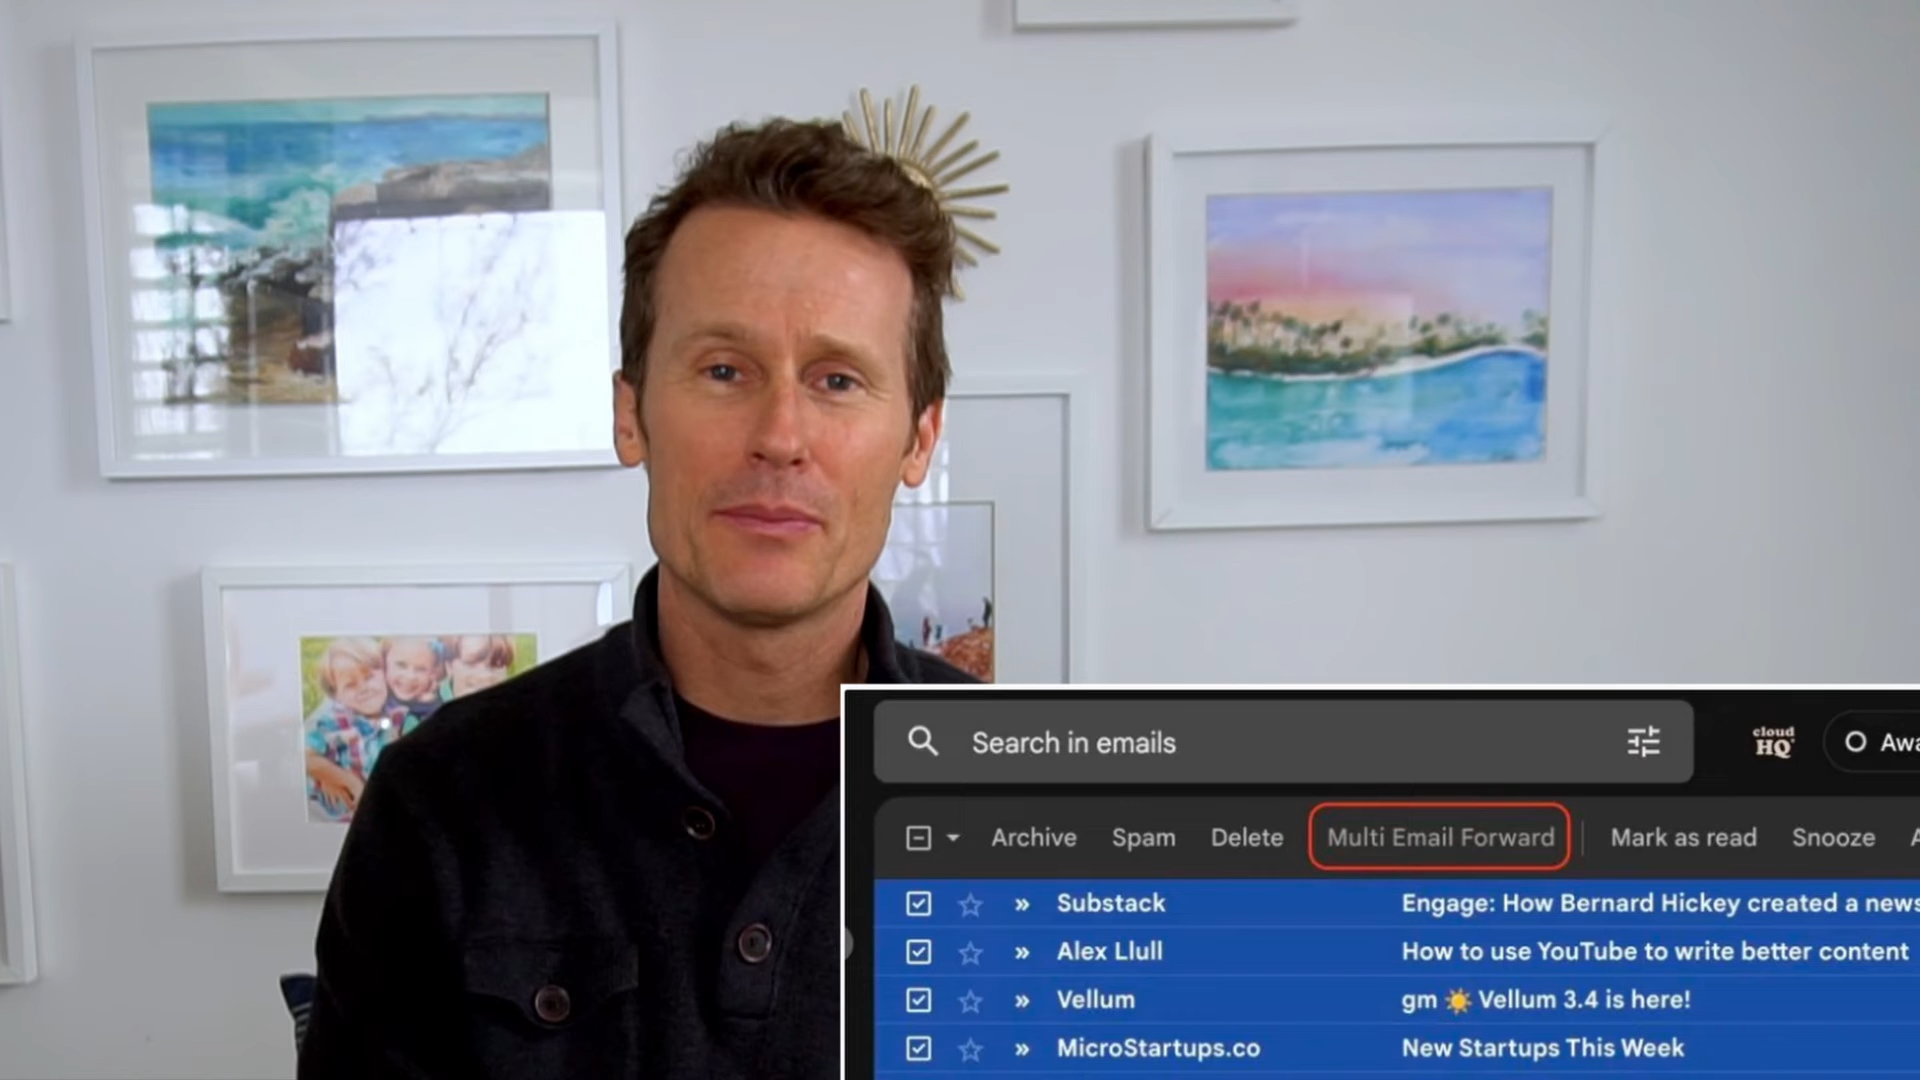 Search in emails
cloud
HQ
Archive Spam Delete Multi Email Forward Mark as read Snooze
Substack Engage: How Bernard Hickey created a news
Alex Llull How to use YouTube to write better content
Vellum gm ☀️ Vellum 3.4 is here!
MicroStartups.co New Startups This Week